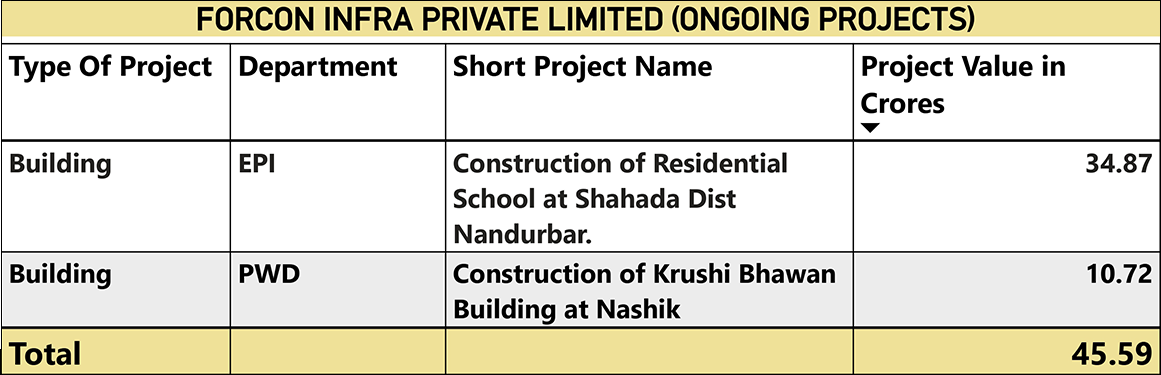 FORCON INFRA PRIVATE LIMITED (ONGOING PROJECTS)
Type Of Project Department Short Project Name Project Value in
Crores
Building EPI Construction of Residential 34.87
School at Shahada Dist
Nandurbar.
Building PWD Construction of Krushi Bhawan 10.72
Building at Nashik
Total 45.59